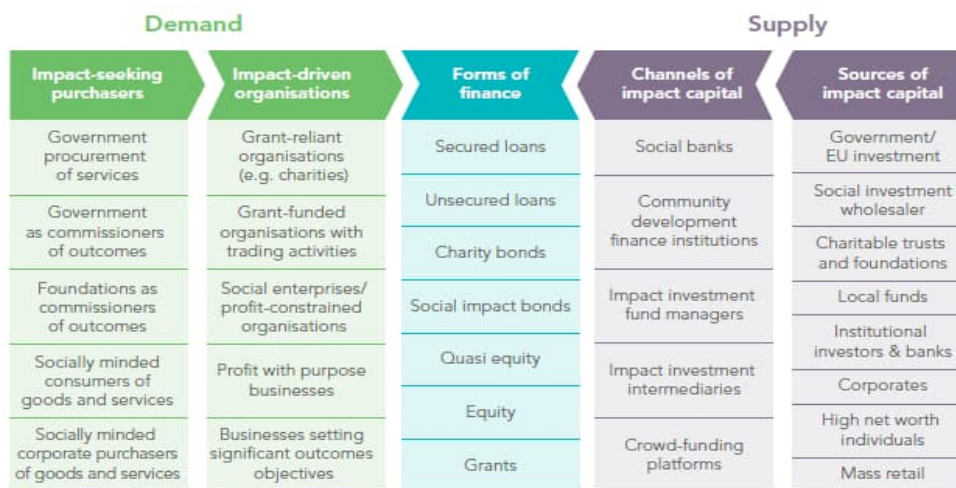 Demand
Supply
Impact-seeking
purchasers
Impact-driven
organisations
Forms of
finance
Channels of
impact capital
Sources of
impact capital
Government
procurement
of services
Government
as commissioners
of outcomes
Foundations as
commissioners
of outcomes
Socially minded
consumers of
goods and services
Socially minded
corporate purchasers
of goods and services
Grant-reliant
organisations
(e.g. charities)
Grant-funded
organisations with
trading activities
Social enterprises/
profit-constrained
organisations
Profit with purpose
businesses
Businesses setting
significant outcomes
objectives
Secured loans
Unsecured loans
Charity bonds
Social impact bonds
Quasi equity
Equity
Grants
Social banks
Community
development
finance institutions
Impact investment
fund managers
Impact investment
intermediaries
Crowd-funding
platforms
Government/
EU investment
Social investment
wholesaler
Charitable trusts
and foundations
Local funds
Institutional
investors & banks
Corporates
High net worth
individuals
Mass retail